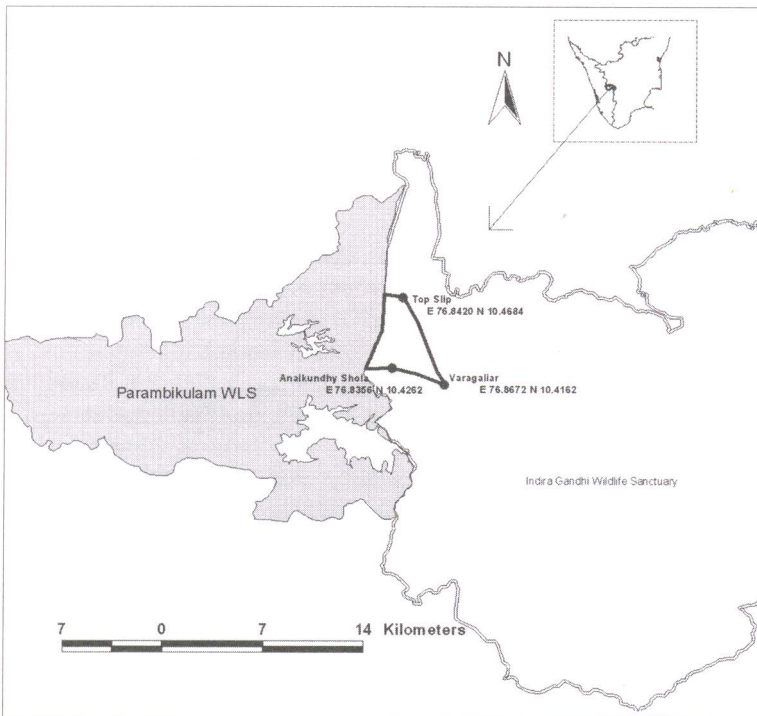 N
Top Slip
E 76.8420 N 10.4684
Anaikundhy Shola
E 76.8356 N 10.4262
Varagaliar
E 76.8672 N 10.4162
Parambikulam WLS
Indira Gandhi Wildlife Sanctuary
7 0 7 14 Kilometers